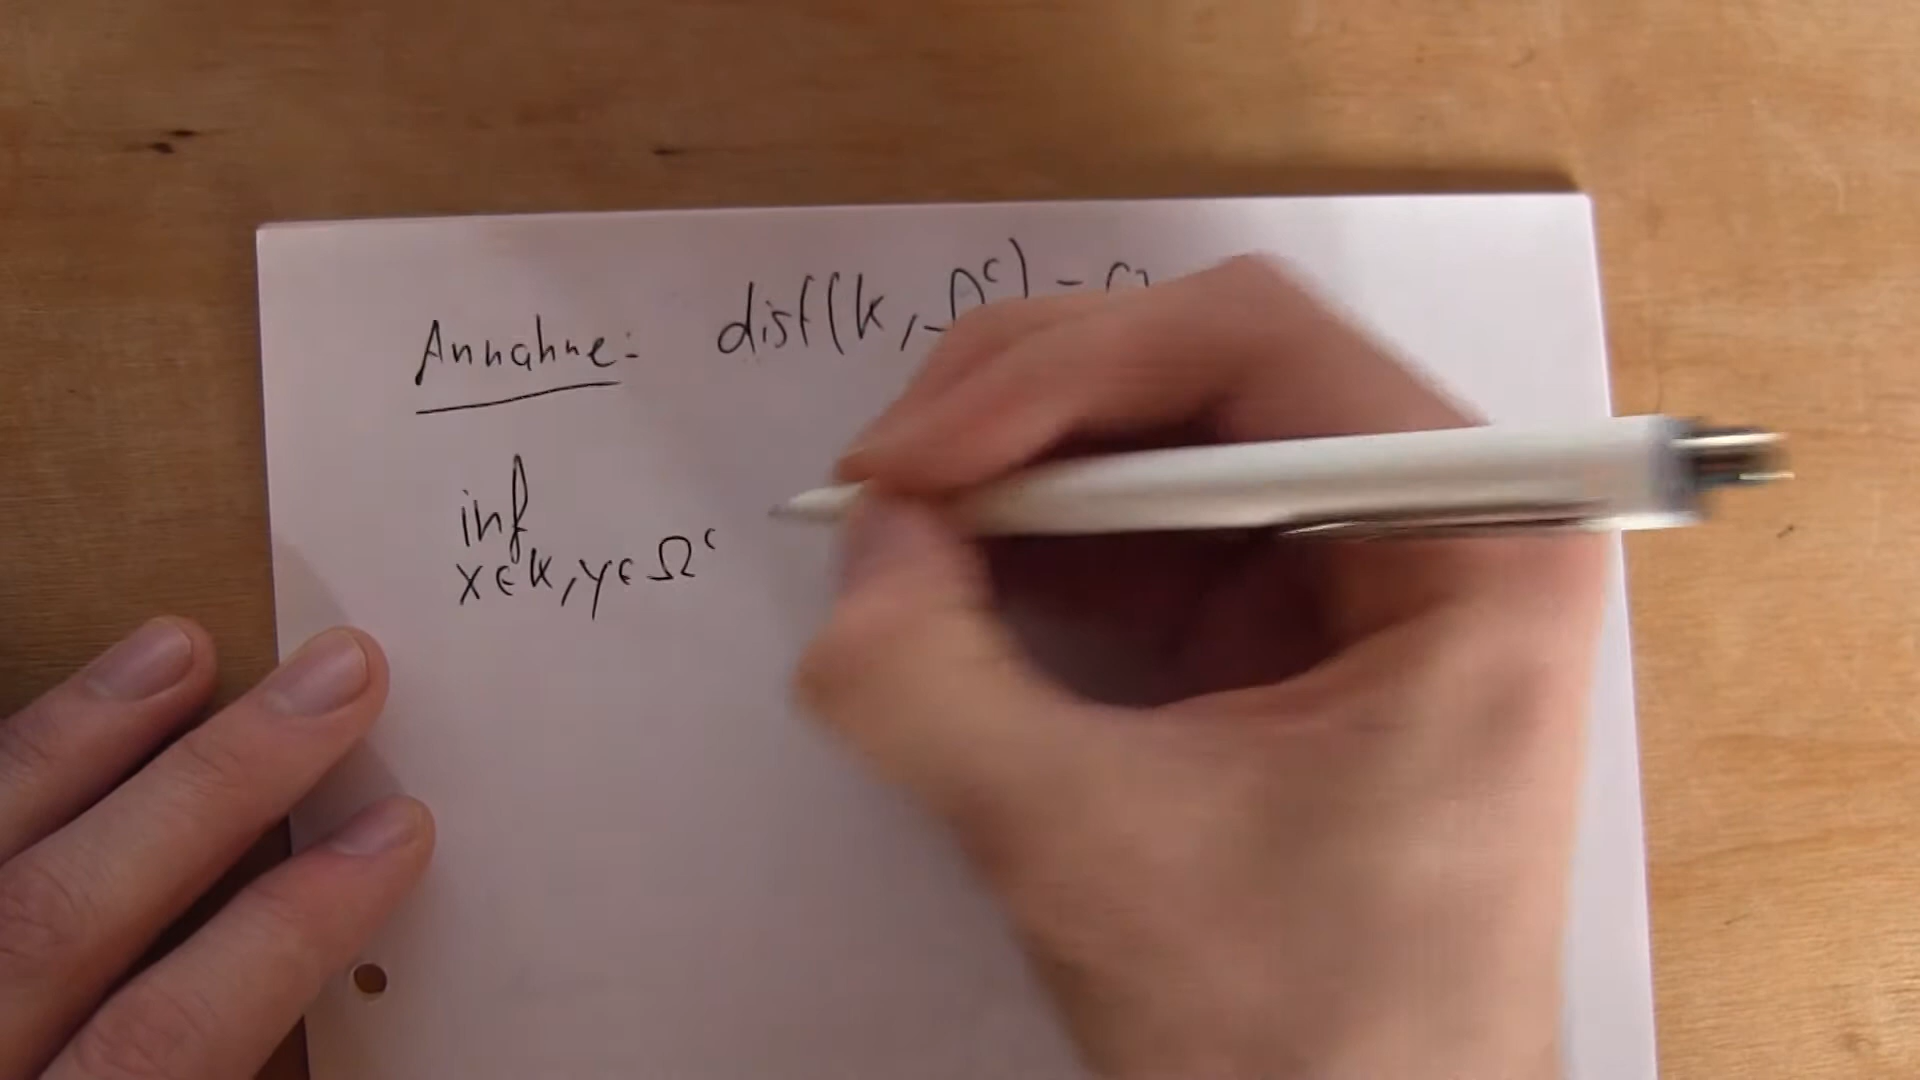 Annahme: dist(K, Ω^c) =
inf
x∈K, y∈Ω^c